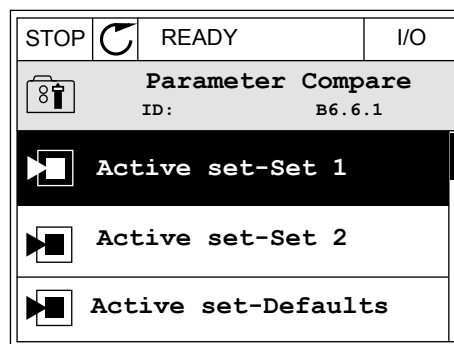 STOP READY I/O
Parameter Compare
ID: B6.6.1
Active set-Set 1
Active set-Set 2
Active set-Defaults